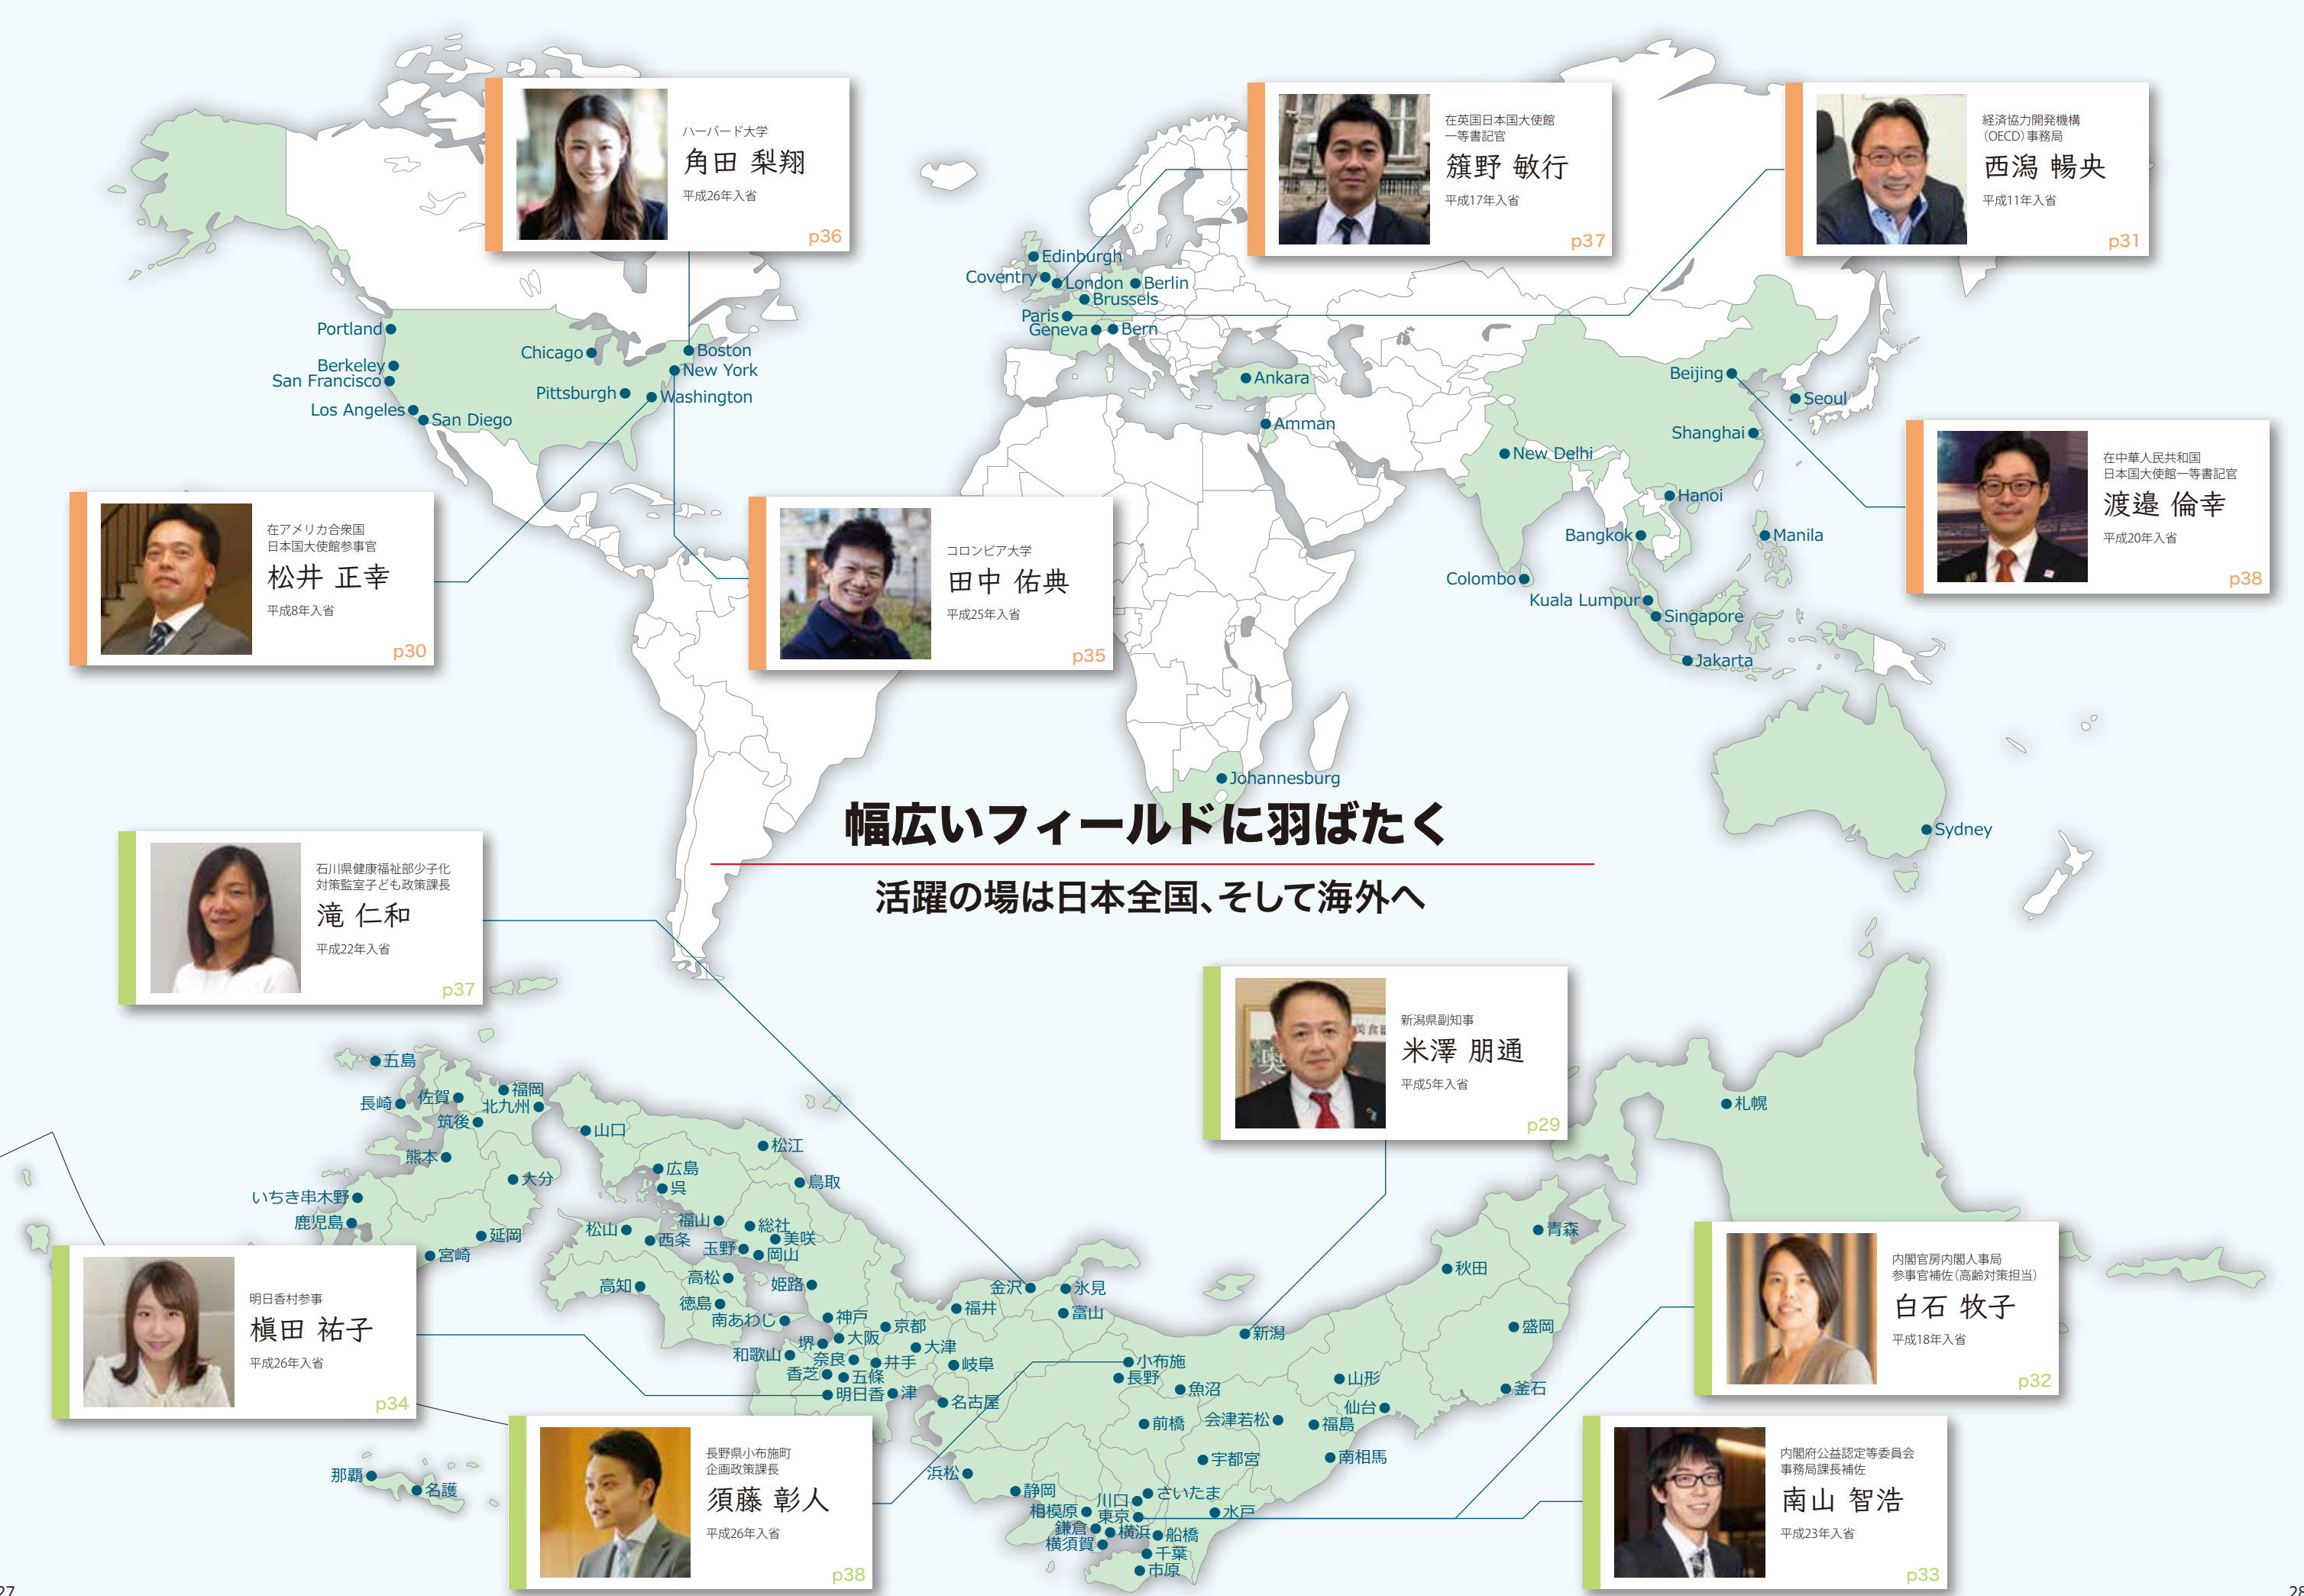 ハーバード大学
角田 梨翔
平成26年入省
p36
在英国日本国大使館
一等書記官
籏野 敏行
平成17年入省
p37
経済協力開発機構
（OECD）事務局
西潟 暢央
平成11年入省
p31
Edinburgh
Coventry
London
Berlin
Brussels
Paris
Geneva
Bern
Portland
Chicago
Boston
Berkeley
New York
San Francisco
Pittsburgh
Washington
Los Angeles
San Diego
Ankara
Amman
Beijing
Seoul
Shanghai
New Delhi
Hanoi
Bangkok
Manila
Colombo
Kuala Lumpur
Singapore
Jakarta
Johannesburg
Sydney
在中華人民共和国
日本国大使館一等書記官
渡邉 倫幸
平成20年入省
p38
在アメリカ合衆国
日本国大使館参事官
松井 正幸
平成8年入省
p30
コロンビア大学
田中 佑典
平成25年入省
p35
幅広いフィールドに羽ばたく
活躍の場は日本全国、そして海外へ
石川県健康福祉部少子化
対策監室子ども政策課長
滝 仁和
平成22年入省
p37
新潟県副知事
米澤 朋通
平成5年入省
p29
五島
福岡
長崎
佐賀
北九州
筑後
山口
松江
熊本
広島
大分
呉
鳥取
いちき串木野
鹿児島
福山
総社
松山
西条
美咲
延岡
玉野
岡山
宮崎
高松
姫路
高知
徳島
南あわじ
神戸
京都
堺
大阪
大津
和歌山
奈良
井手
岐阜
香芝
五條
明日香
津
名古屋
金沢
氷見
福井
富山
新潟
小布施
長野
魚沼
前橋
会津若松
福島
山形
仙台
宇都宮
南相馬
浜松
静岡
川口
さいたま
相模原
東京
水戸
鎌倉
横浜
船橋
横須賀
千葉
市原
札幌
青森
秋田
盛岡
釜石
那覇
名護
明日香村参事
槇田 祐子
平成26年入省
p34
長野県小布施町
企画政策課長
須藤 彰人
平成26年入省
p38
内閣官房内閣人事局
参事官補佐（高齢対策担当）
白石 牧子
平成18年入省
p32
内閣府公益認定等委員会
事務局課長補佐
南山 智浩
平成23年入省
p33
27
28